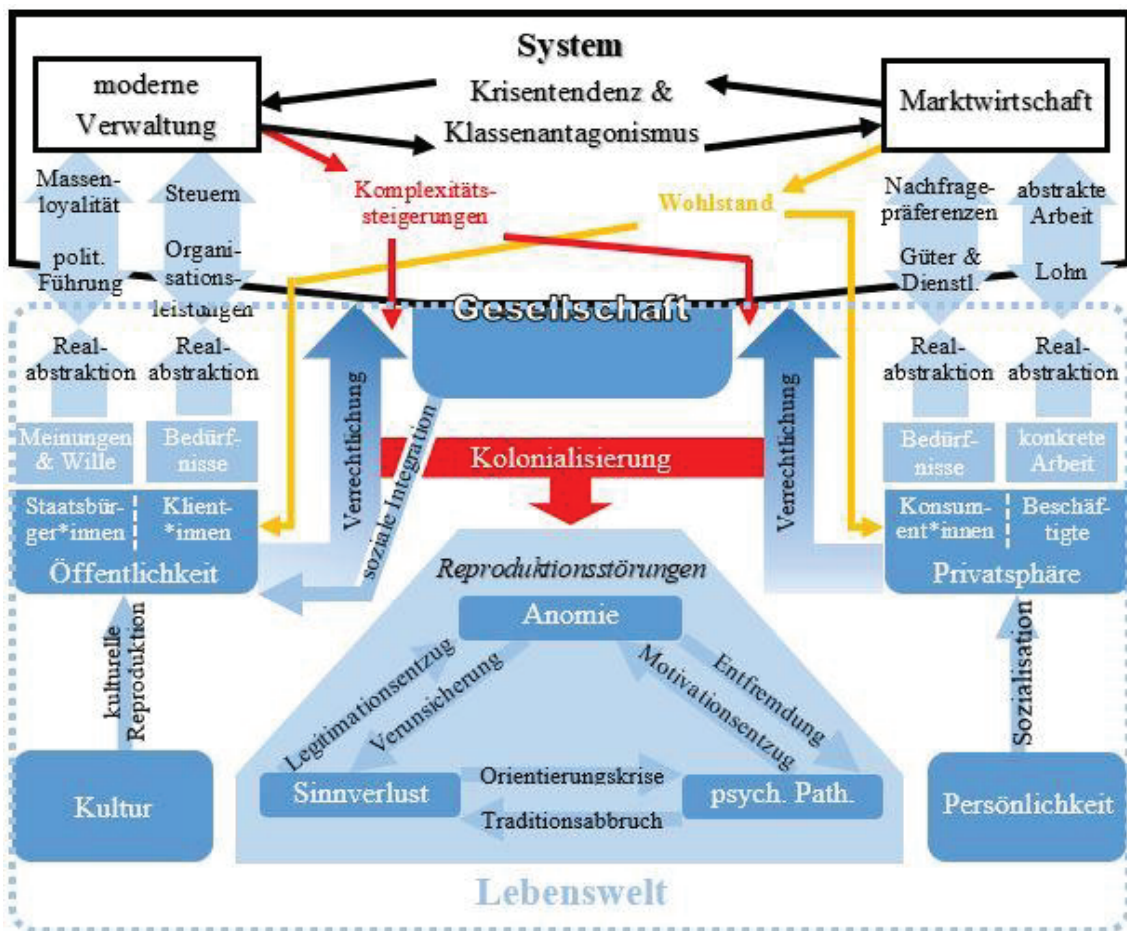 System
moderne
Verwaltung
Krisentendenz &
Klassenantagonismus
Marktwirtschaft
Massen-
loyalität
Steuern
Komplexitäts-
steigerungen
Wohlstand
Nachfrage-
präferenzen
abstrakte
Arbeit
polit.
Führung
Organi-
sations-
leistungen
Güter &
Dienstl.
Lohn
Gesellschaft
Real-
abstraktion
Real-
abstraktion
Real-
abstraktion
Real-
abstraktion
Verrechtlichung
soziale Integration
Verrechtlichung
Meinungen
& Wille
Bedürf-
nisse
Kolonialisierung
Bedürf-
nisse
konkrete
Arbeit
Staatsbür-
ger*innen
Klient-
*innen
Öffentlichkeit
Konsum-
ent*innen
Beschäf-
tigte
Privatsphäre
Reproduktionsstörungen
Anomie
kulturelle
Reproduktion
Legitimationsentzug
Verunsicherung
Motivationsentzug
Entfremdung
Sozialisation
Kultur
Sinnverlust
Orientierungskrise
Traditionsabbruch
psych. Path.
Persönlichkeit
Lebenswelt